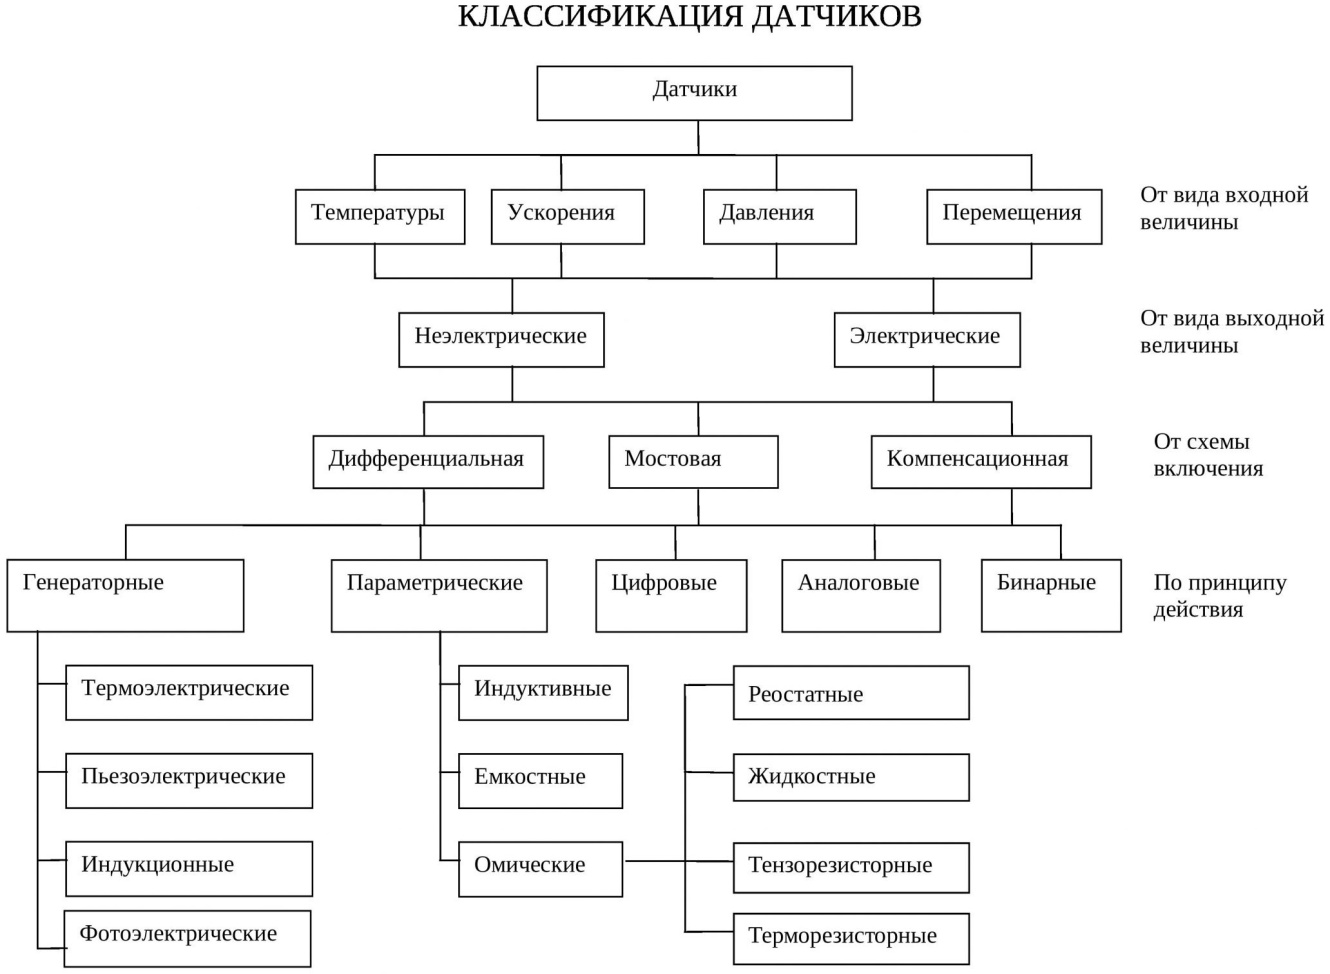 КЛАССИФИКАЦИЯ ДАТЧИКОВ
Датчики
Температуры
Ускорения
Давления
Перемещения
От вида входной
величины
Неэлектрические
Электрические
От вида выходной
величины
Дифференциальная
Мостовая
Компенсационная
От схемы
включения
Генераторные
Параметрические
Цифровые
Аналоговые
Бинарные
По принципу
действия
Термоэлектрические
Индуктивные
Реостатные
Пьезоэлектрические
Емкостные
Жидкостные
Индукционные
Омические
Тензорезисторные
Фотоэлектрические
Терморезисторные